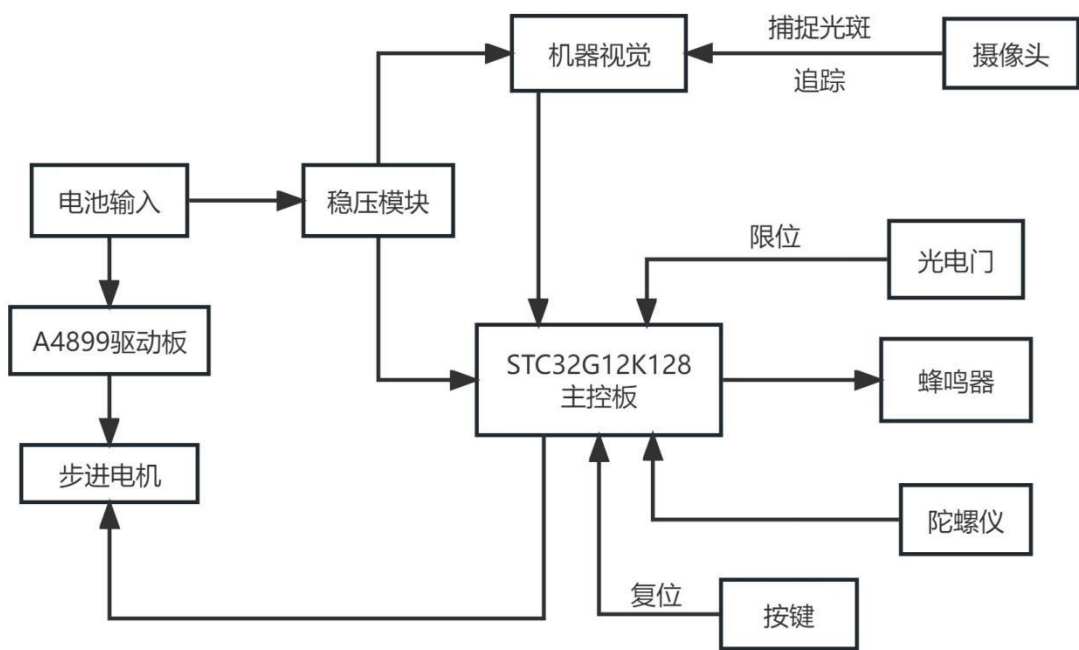 捕捉光斑
机器视觉
摄像头
追踪
电池输入
稳压模块
限位
光电门
A4899驱动板
STC32G12K128
主控板
蜂鸣器
步进电机
陀螺仪
复位
按键